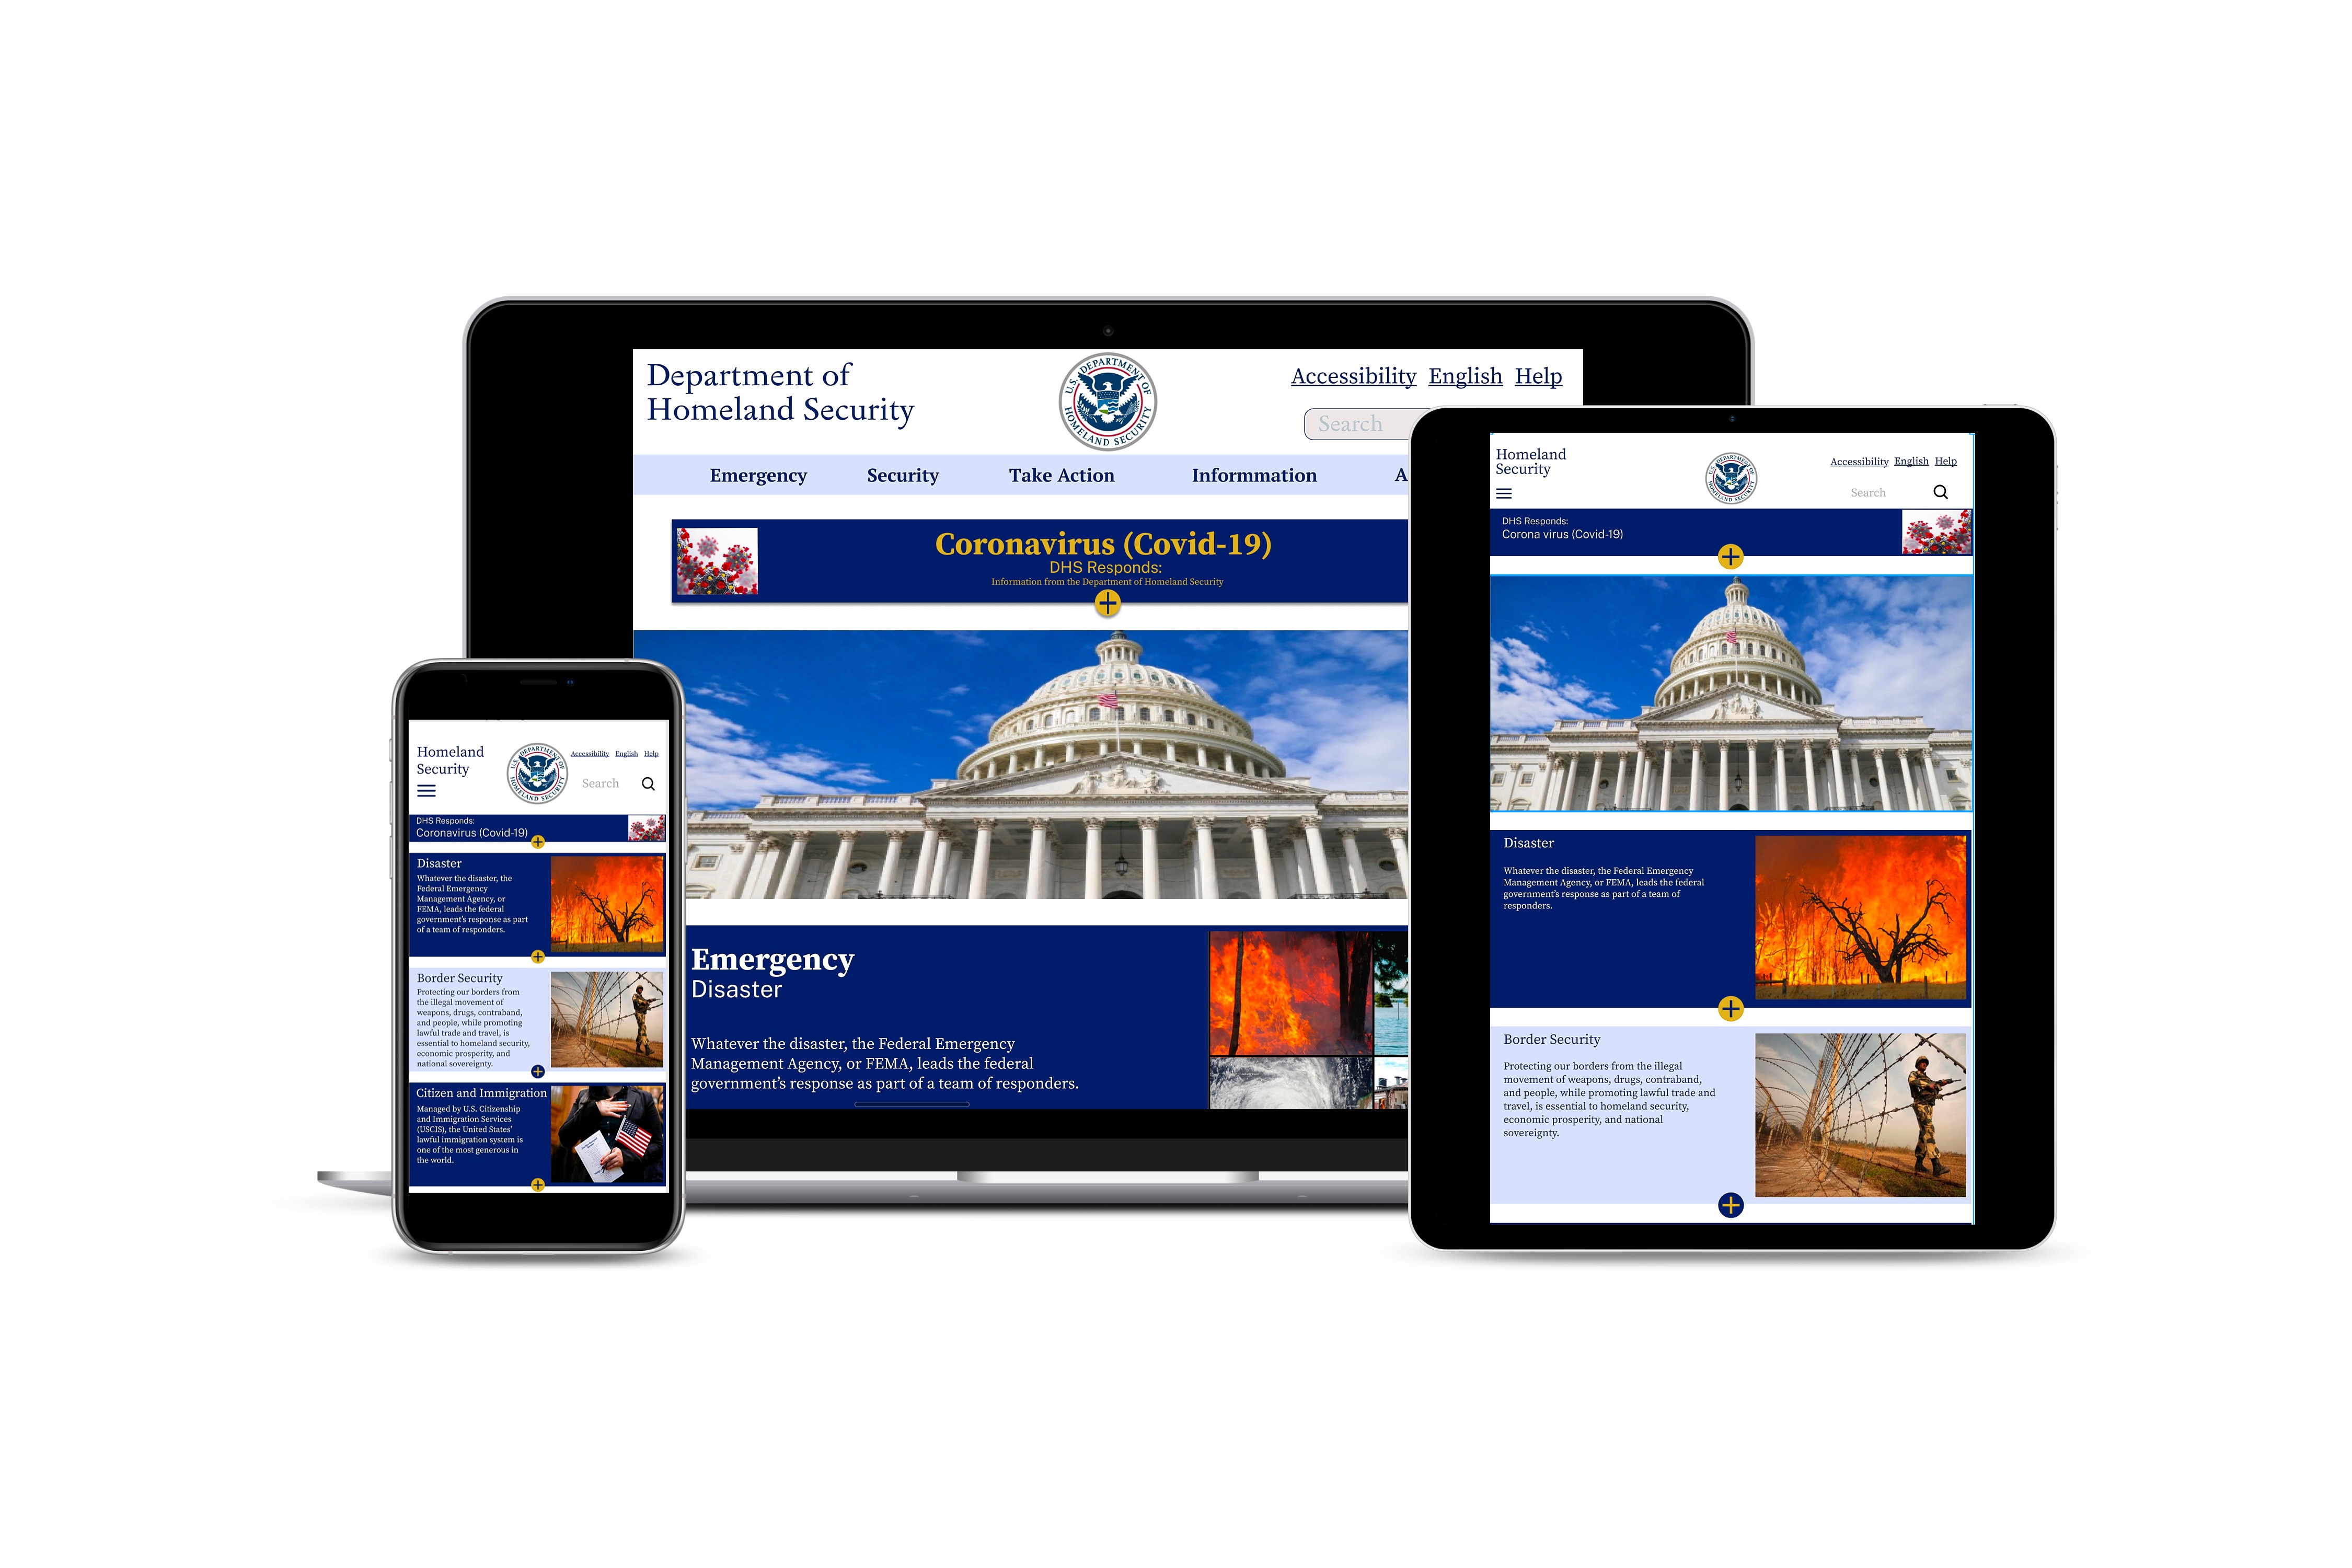 Department of
Homeland Security
U.S. DEPARTMENT OF
HOMELAND SECURITY
Accessibility English Help
Search
Emergency Security Take Action Informmation A
Coronavirus (Covid-19)
DHS Responds:
Information from the Department of Homeland Security
Emergency
Disaster
Whatever the disaster, the Federal Emergency
Management Agency, or FEMA, leads the federal
government's response as part of a team of responders.
Homeland
Security
U.S. DEPARTMENT OF
HOMELAND SECURITY
Accessibility English Help
Search
DHS Responds:
Coronavirus (Covid-19)
Disaster
Whatever the disaster, the
Federal Emergency
Management Agency, or
FEMA, leads the federal
government's response as part
of a team of responders.
Border Security
Protecting our borders from
the illegal movement of
weapons, drugs, contraband,
and people, while promoting
lawful trade and travel, is
essential to homeland security,
economic prosperity, and
national sovereignty.
Citizen and Immigration
Managed by U.S. Citizenship
and Immigration Services
(USCIS), the United States'
lawful immigration system is
one of the most generous in
the world.
Homeland
Security
U.S. DEPARTMENT OF
HOMELAND SECURITY
Accessibility English Help
Search
DHS Responds:
Corona virus (Covid-19)
Disaster
Whatever the disaster, the Federal Emergency
Management Agency, or FEMA, leads the federal
government's response as part of a team of
responders.
Border Security
Protecting our borders from the illegal
movement of weapons, drugs, contraband,
and people, while promoting lawful trade and
travel, is essential to homeland security,
economic prosperity, and national
sovereignty.